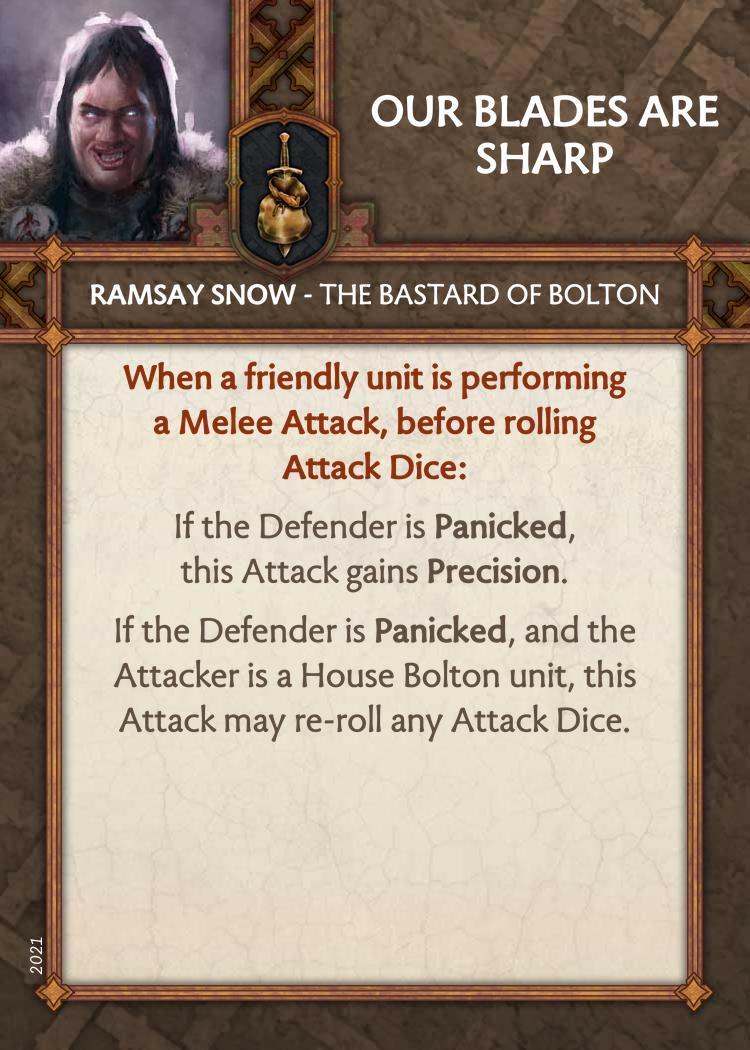 OUR BLADES ARE
SHARP
RAMSAY SNOW - THE BASTARD OF BOLTON
When a friendly unit is performing
a Melee Attack, before rolling
Attack Dice:
If the Defender is Panicked,
this Attack gains Precision.
If the Defender is Panicked, and the
Attacker is a House Bolton unit, this
Attack may re-roll any Attack Dice.
2021